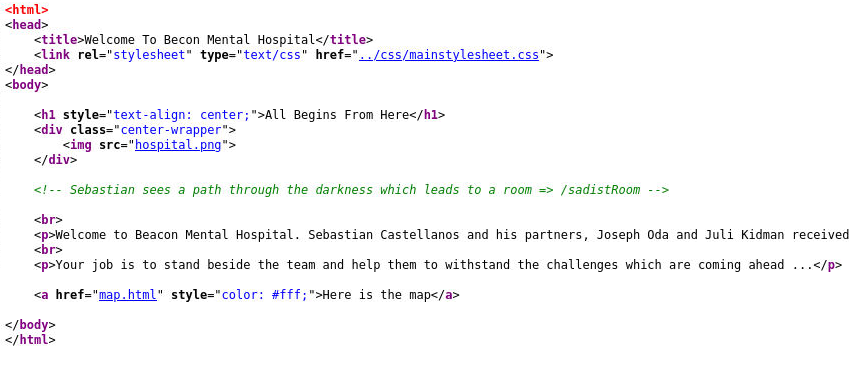 <html>
<head>
    <title>Welcome To Becon Mental Hospital</title>
    <link rel="stylesheet" type="text/css" href="../css/mainstylesheet.css">
</head>
<body>

    <h1 style="text-align: center;">All Begins From Here</h1>
    <div class="center-wrapper">
        <img src="hospital.png">
    </div>

    <!-- Sebastian sees a path through the darkness which leads to a room => /sadistRoom -->

    <br>
    <p>Welcome to Beacon Mental Hospital. Sebastian Castellanos and his partners, Joseph Oda and Juli Kidman received
    <br>
    <p>Your job is to stand beside the team and help them to withstand the challenges which are coming ahead ...</p>

    <a href="map.html" style="color: #fff;">Here is the map</a>

</body>
</html>